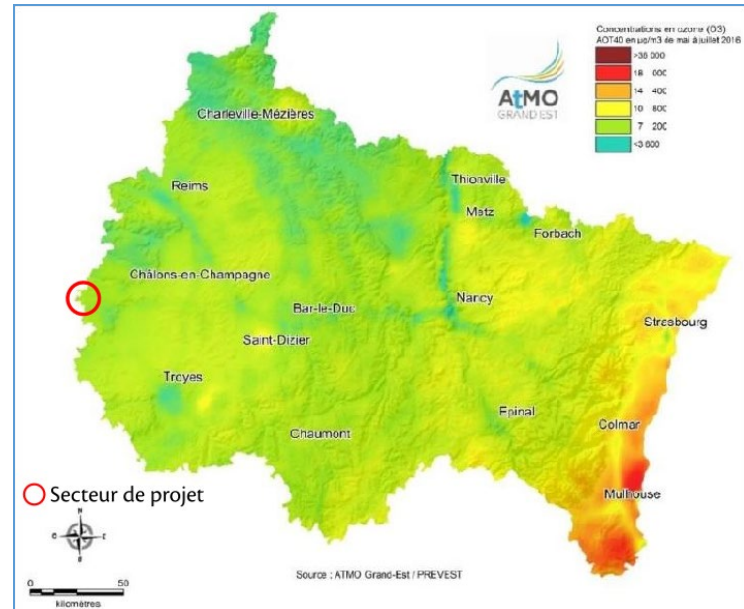 Concentrations en ozone (O3)
AOT40 en µg/m3 de mai à juillet 2016
>36 000
18 000
14 400
10 800
7 200
<3 600
AtMO
GRAND EST
Charleville-Mézières
Thionville
Reims
Metz
Forbach
Châlons-en-Champagne
Bar-le-Duc
Nancy
Strasbourg
Saint-Dizier
Troyes
Epinal
Colmar
Chaumont
Mulhouse
Secteur de projet
N
O E
S
0 50
kilomètres
Source : ATMO Grand-Est / PREVEST